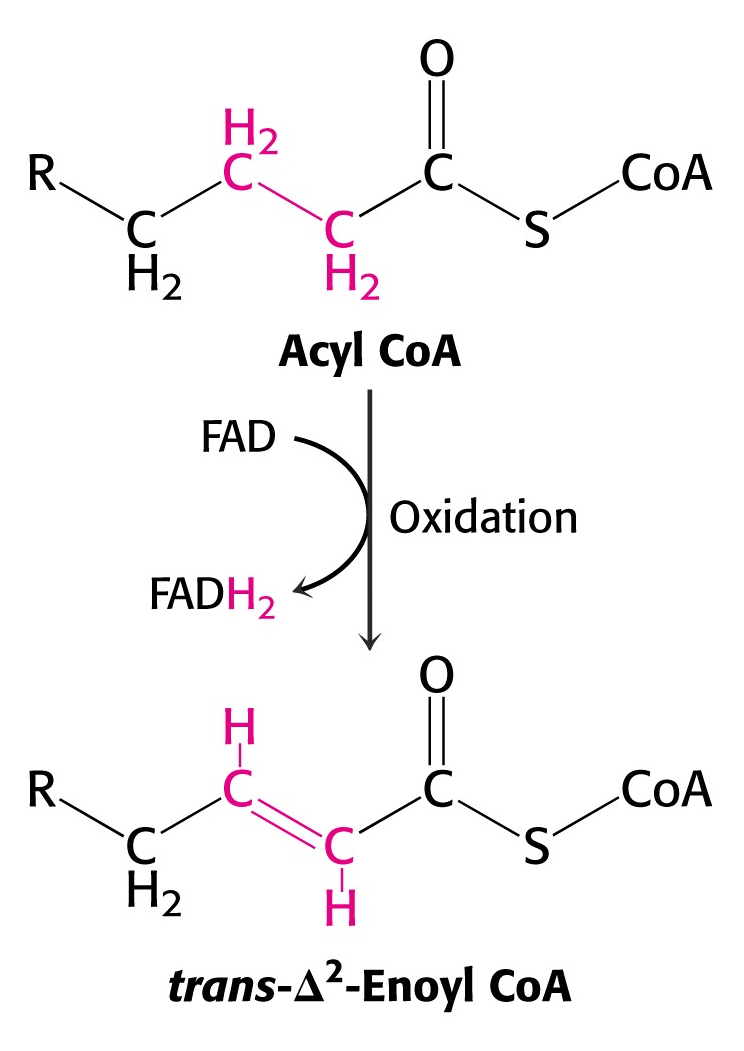 O
H₂
R C C CoA
C C S
H₂ H₂
Acyl CoA
FAD
Oxidation
FADH₂
O
H
R C C CoA
C C S
H₂ H
trans-Δ²-Enoyl CoA